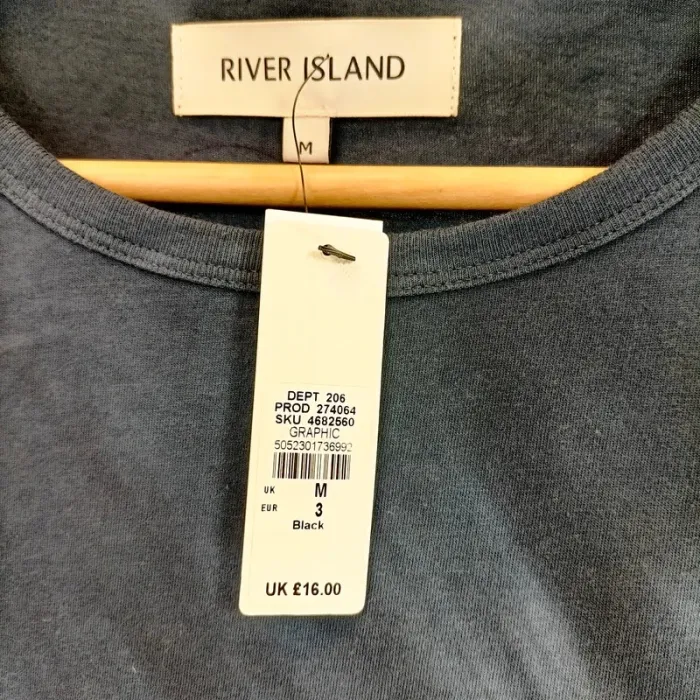 RIVER ISLAND
M
DEPT 206
PROD 274064
SKU 4682560
GRAPHIC
5052301736992
UK M
EUR 3
Black
UK £16.00